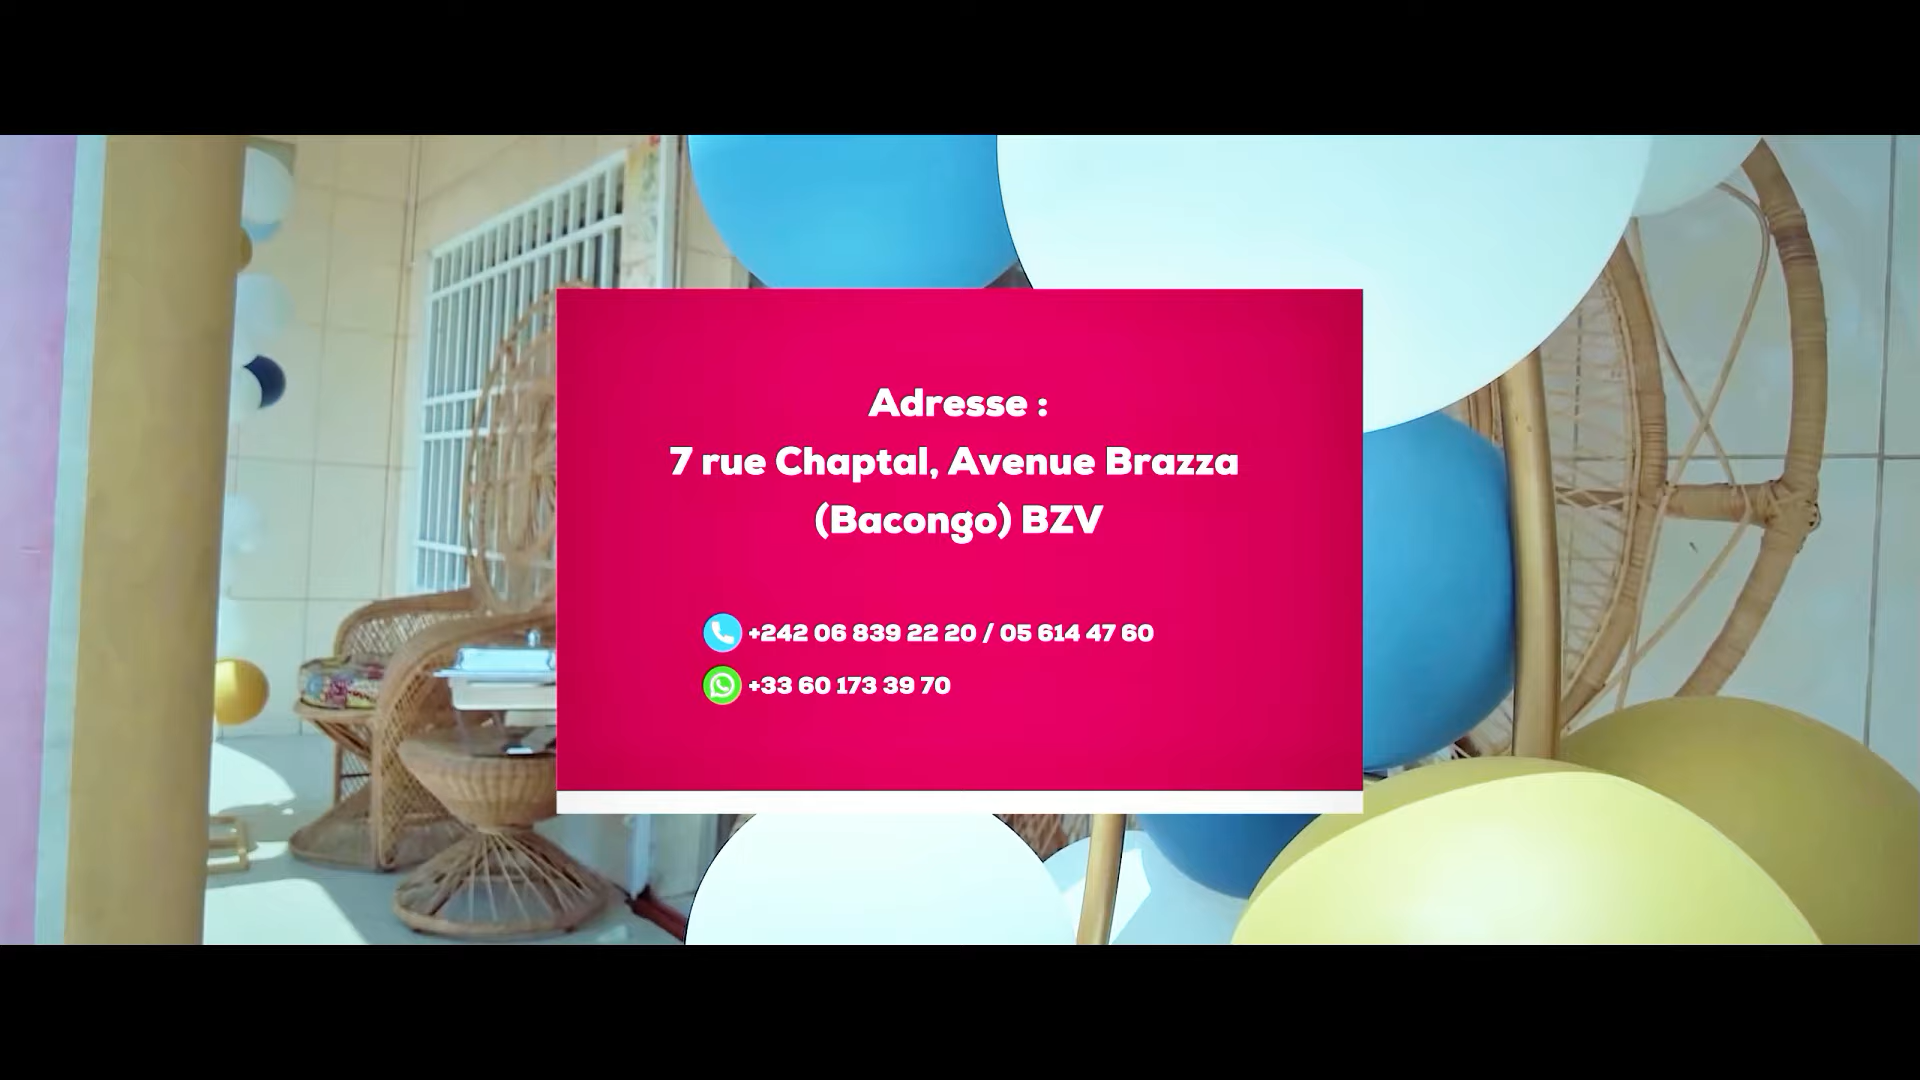 Adresse :
7 rue Chaptal, Avenue Brazza
(Bacongo) BZV
+242 06 839 22 20 / 05 614 47 60
+33 60 173 39 70